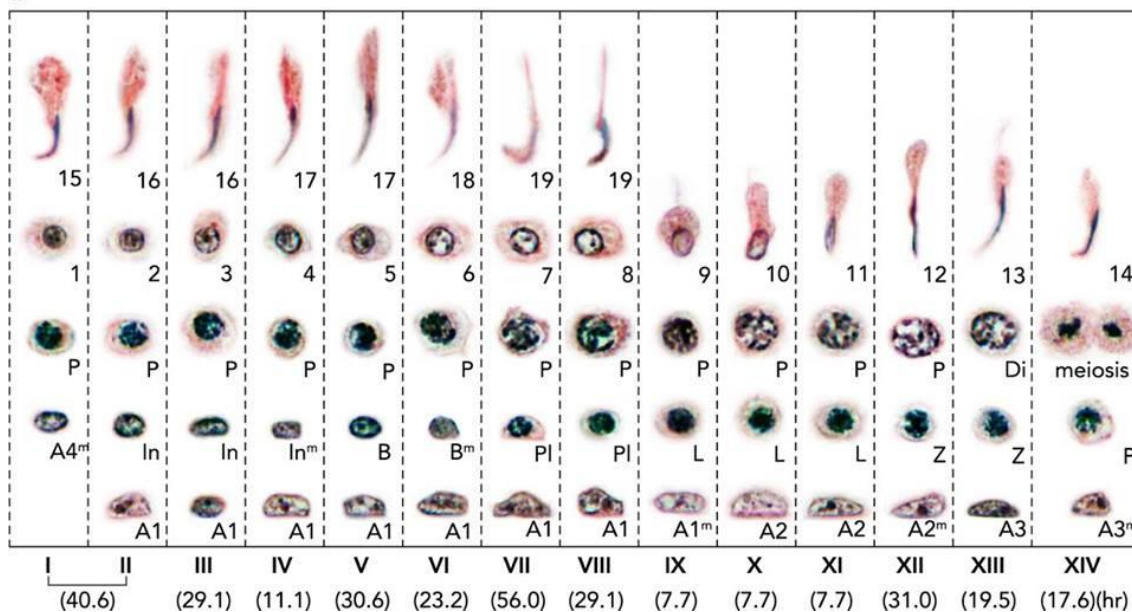 15 16 16 17 17 18 19 19
1 2 3 4 5 6 7 8 9 10 11 12 13 14
P P P P P P P P P P P P Di meiosis
A4ᵐ In In Inᵐ B Bᵐ Pl Pl L L L Z Z P
A1 A1 A1 A1 A1 A1 A1 A1ᵐ A2 A2 A2ᵐ A3 A3ᵐ
I II III IV V VI VII VIII IX X XI XII XIII XIV
(40.6) (29.1) (11.1) (30.6) (23.2) (56.0) (29.1) (7.7) (7.7) (7.7) (31.0) (19.5) (17.6)(hr)